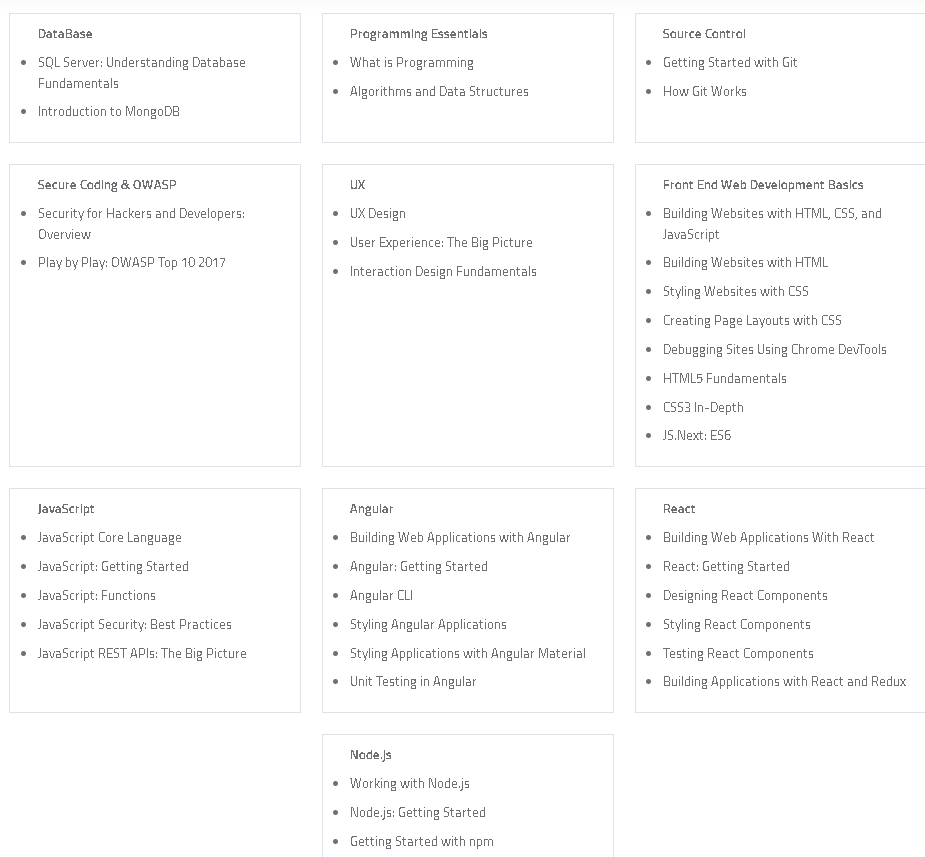 DataBase
SQL Server: Understanding Database
Fundamentals
Introduction to MongoDB
Programming Essentials
What is Programming
Algorithms and Data Structures
Source Control
Getting Started with Git
How Git Works
Secure Coding & OWASP
Security for Hackers and Developers:
Overview
Play by Play: OWASP Top 10 2017
UX
UX Design
User Experience: The Big Picture
Interaction Design Fundamentals
Front End Web Development Basics
Building Websites with HTML, CSS, and
JavaScript
Building Websites with HTML
Styling Websites with CSS
Creating Page Layouts with CSS
Debugging Sites Using Chrome DevTools
HTML5 Fundamentals
CSS3 In-Depth
JS.Next: ES6
JavaScript
JavaScript Core Language
JavaScript: Getting Started
JavaScript: Functions
JavaScript Security: Best Practices
JavaScript REST APIs: The Big Picture
Angular
Building Web Applications with Angular
Angular: Getting Started
Angular CLI
Styling Angular Applications
Styling Applications with Angular Material
Unit Testing in Angular
React
Building Web Applications With React
React: Getting Started
Designing React Components
Styling React Components
Testing React Components
Building Applications with React and Redux
Node.js
Working with Node.js
Node.js: Getting Started
Getting Started with npm